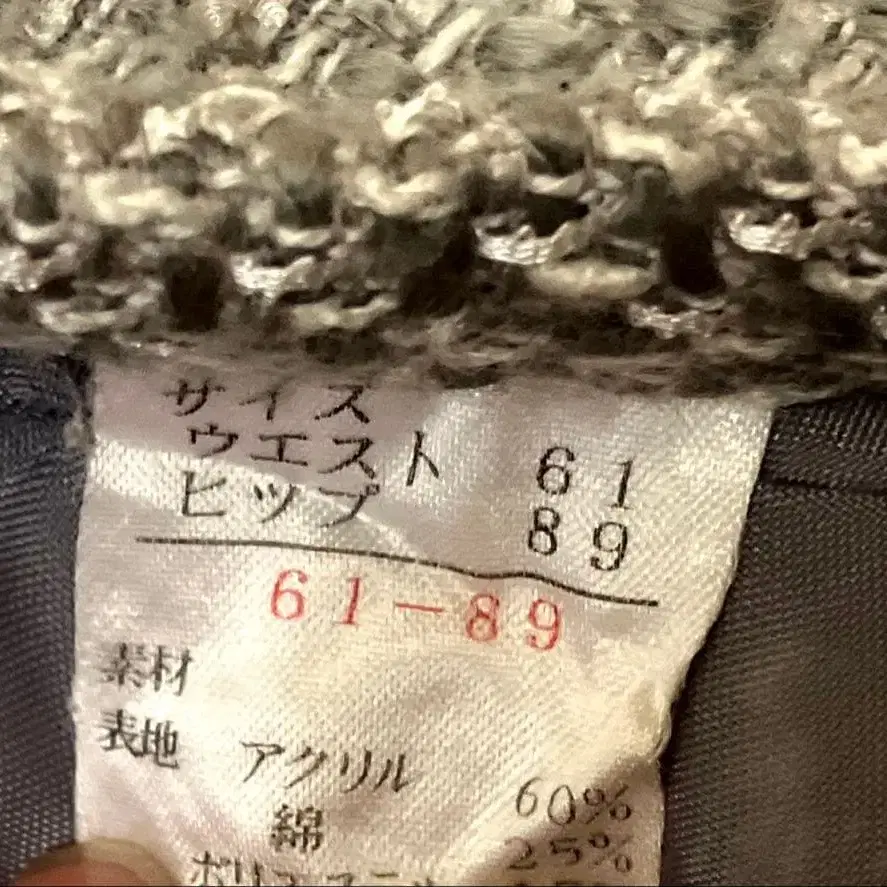 サイズ
ウエスト 61
ヒップ 89
61-89
素材
表地 アクリル 60%
綿 25%